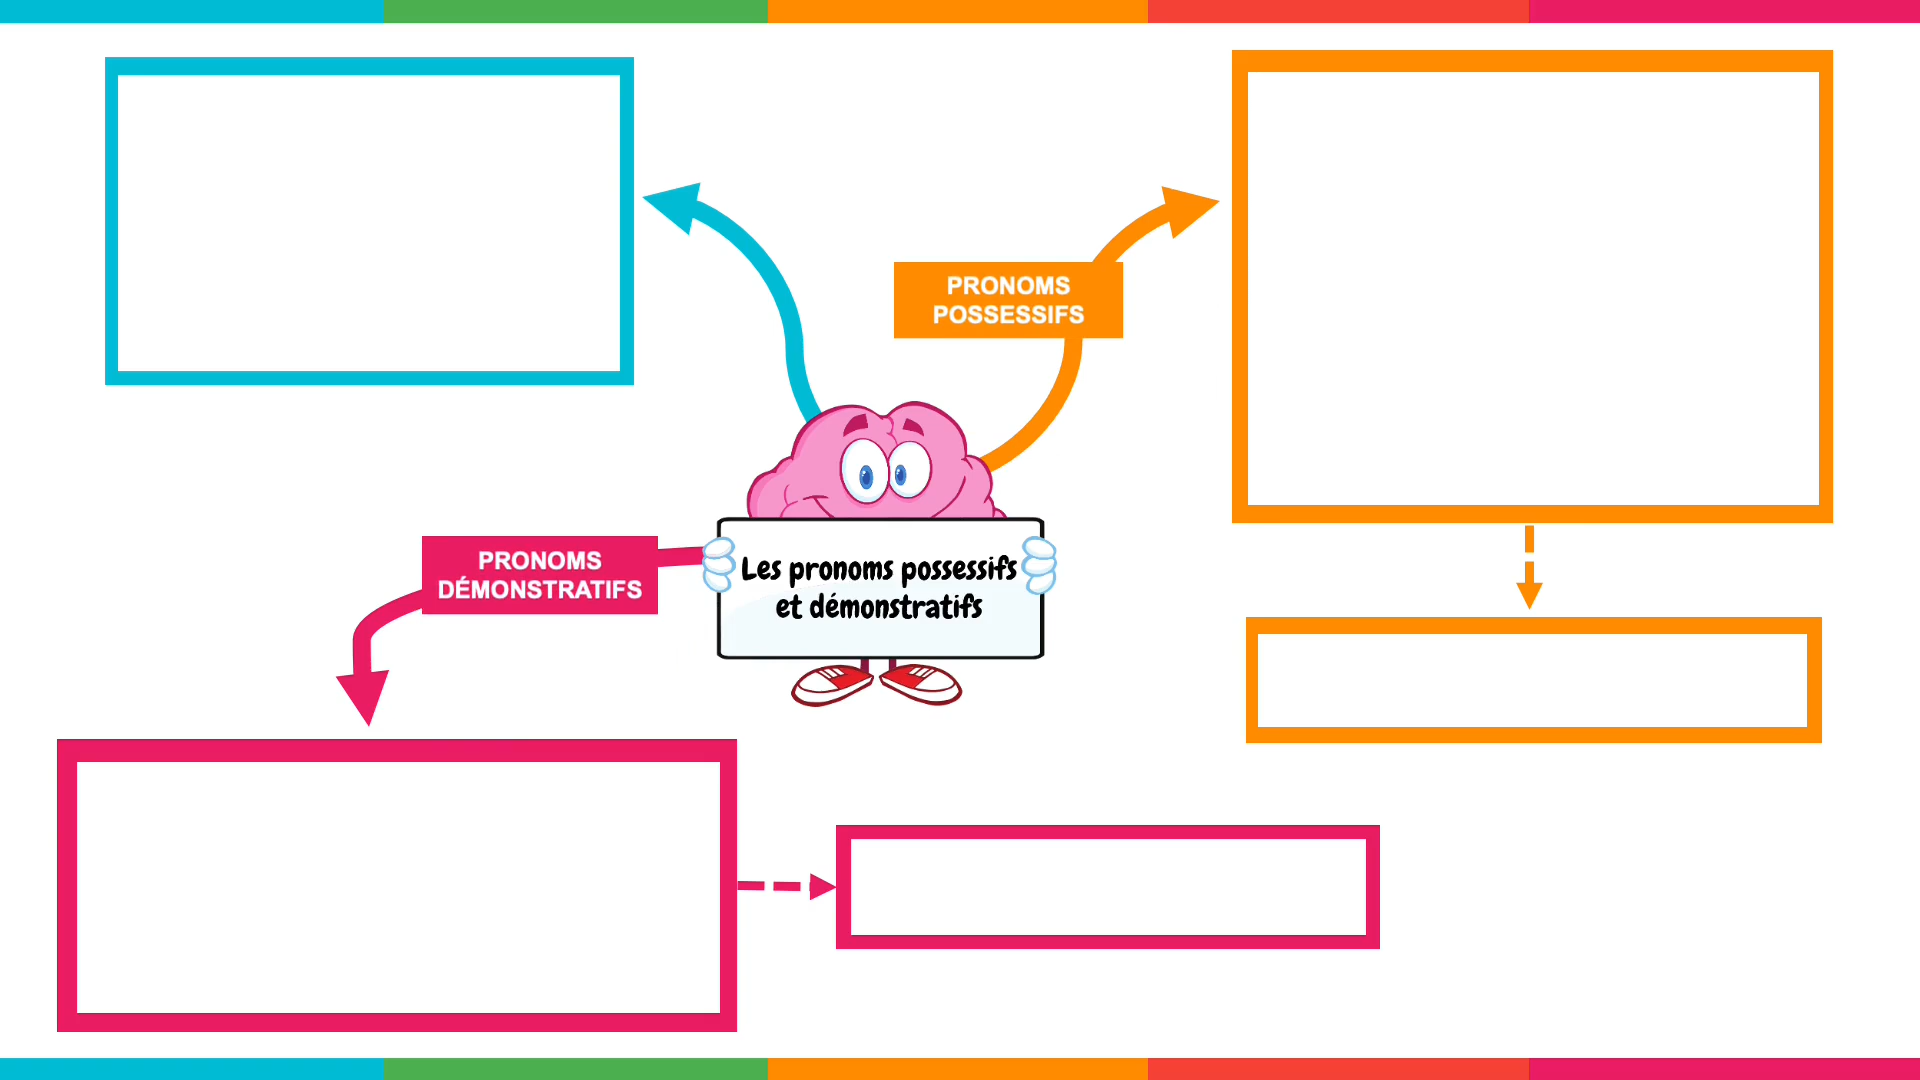 PRONOMS
POSSESSIFS
PRONOMS
DÉMONSTRATIFS
Les pronoms possessifs
et démonstratifs